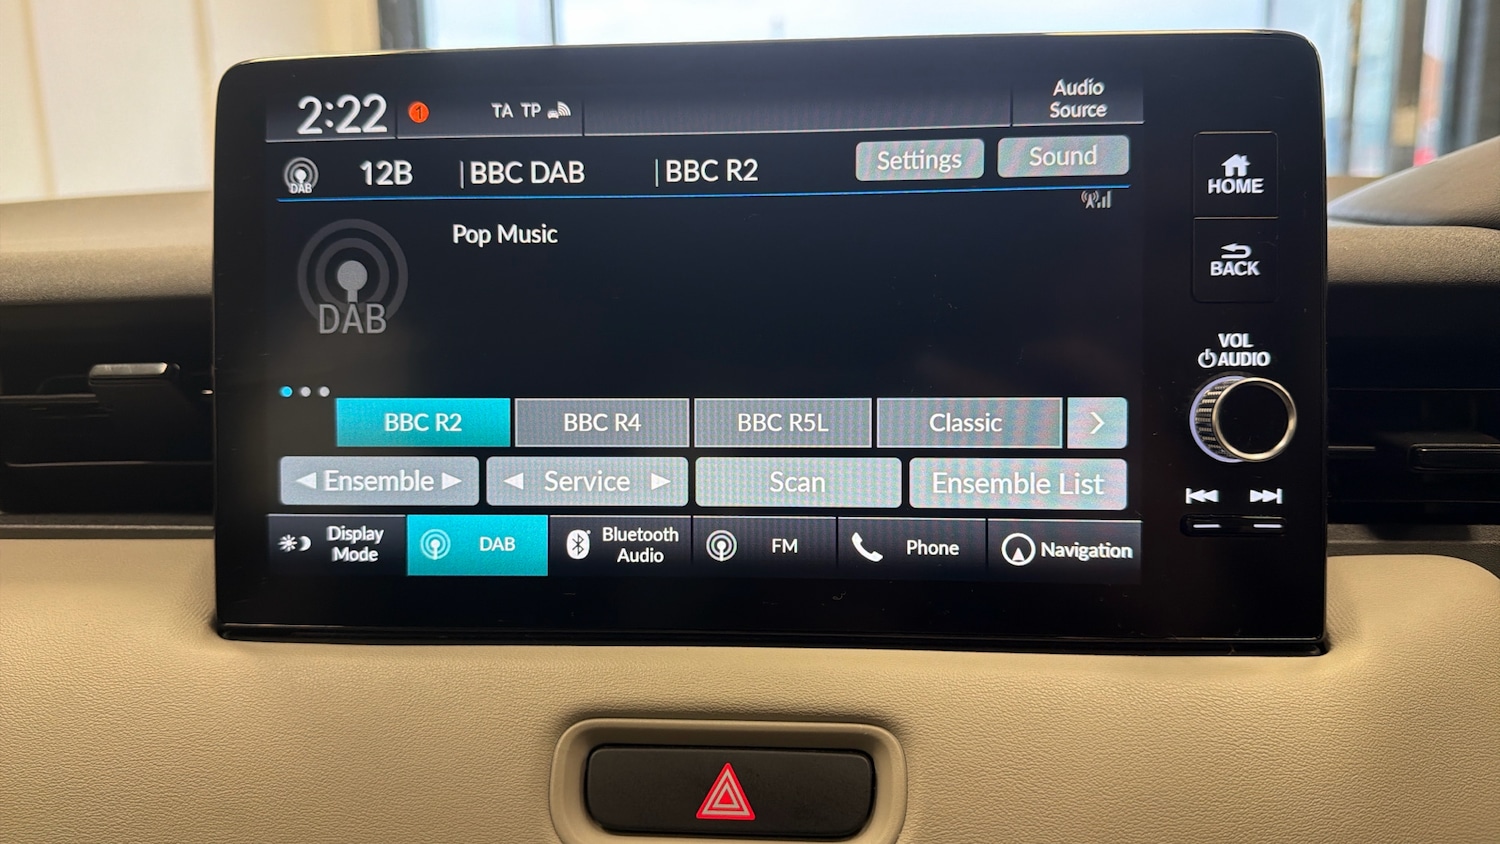 2:22
1
TA TP
Audio
Source
DAB
12B
BBC DAB
BBC R2
Settings
Sound
Pop Music
DAB
BBC R2
BBC R4
BBC R5L
Classic
Ensemble
Service
Scan
Ensemble List
Display
Mode
DAB
Bluetooth
Audio
FM
Phone
Navigation
HOME
BACK
VOL
AUDIO